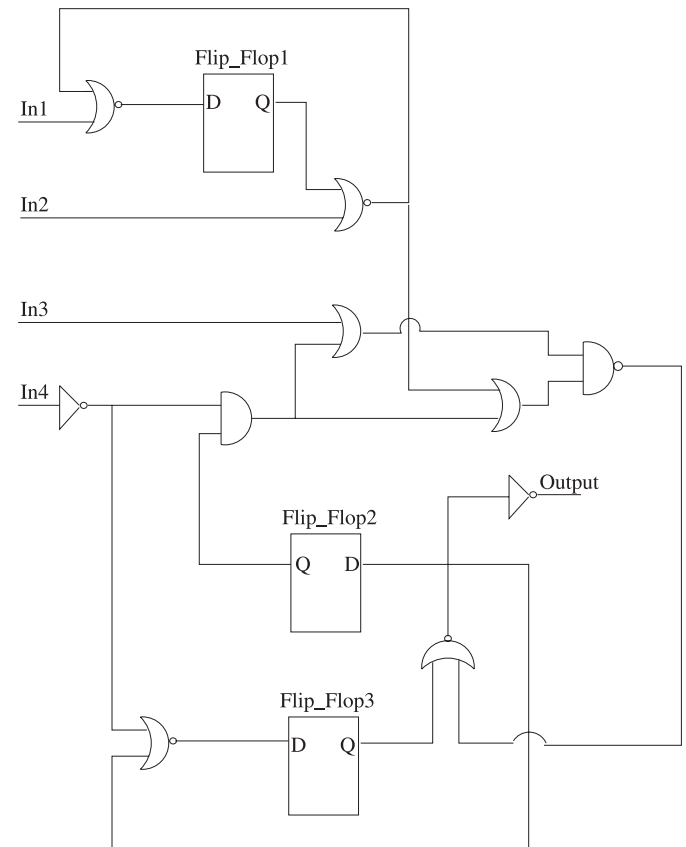 Flip_Flop1
D Q
In1
In2
In3
In4
Output
Flip_Flop2
Q D
Flip_Flop3
D Q